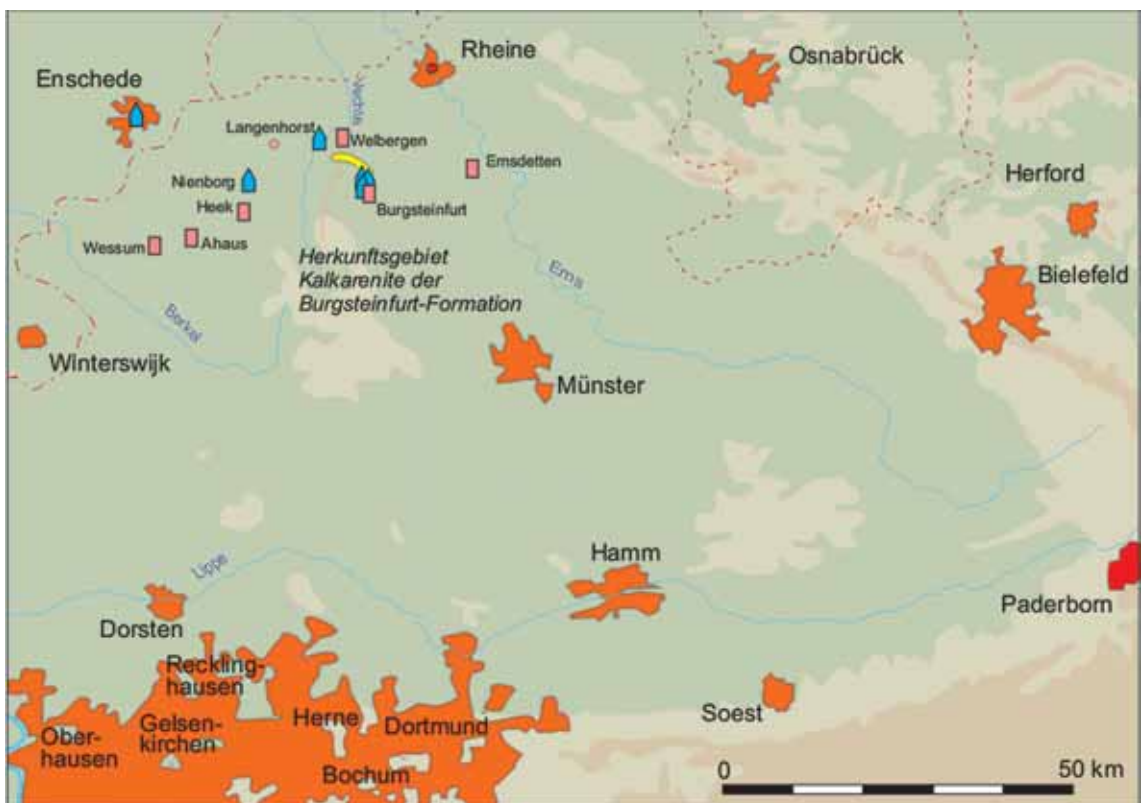 Rheine
Osnabrück
Enschede
Vechte
Langenhorst
Welbergen
Emsdetten
Nienborg
Herford
Heek
Burgsteinfurt
Wessum
Ahaus
Herkunftsgebiet
Kalkarenite der
Burgsteinfurt-Formation
Ems
Bielefeld
Berkel
Winterswijk
Münster
Hamm
Lippe
Paderborn
Dorsten
Reckling-
hausen
Soest
Herne
Dortmund
Gelsen-
kirchen
Ober-
hausen
Bochum
0
50 km